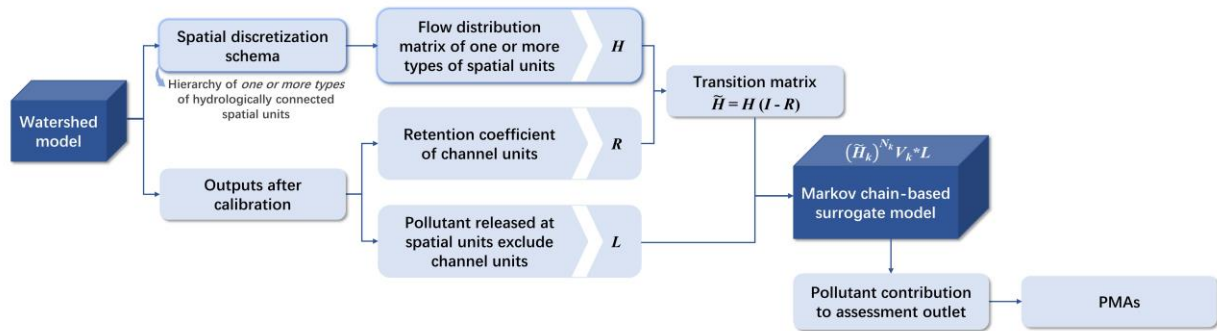 Watershed
model
Spatial discretization
schema
Hierarchy of one or more types
of hydrologically connected
spatial units
Outputs after
calibration
Flow distribution
matrix of one or more
types of spatial units
H
Retention coefficient
of channel units
R
Pollutant released at
spatial units exclude
channel units
L
Transition matrix
H̃ = H (I - R)
(H̃ₖ)^Nₖ Vₖ*L
Markov chain-based
surrogate model
Pollutant contribution
to assessment outlet
PMAs